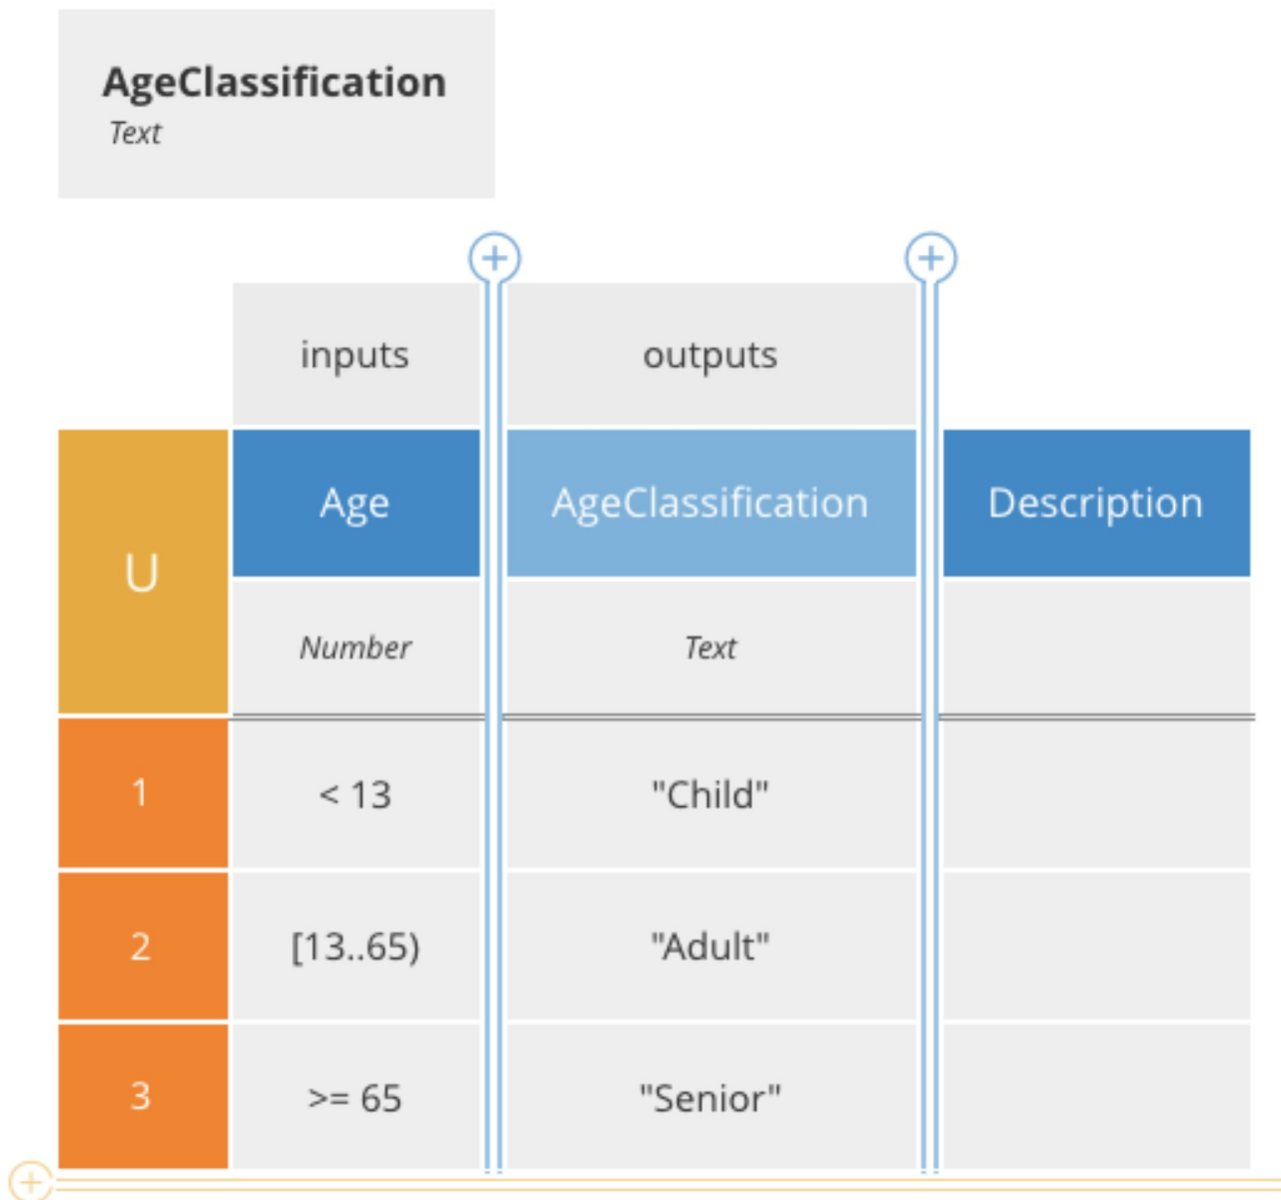 AgeClassification
Text
inputs outputs
U Age AgeClassification Description
Number Text
1 < 13 "Child"
2 [13..65) "Adult"
3 >= 65 "Senior"